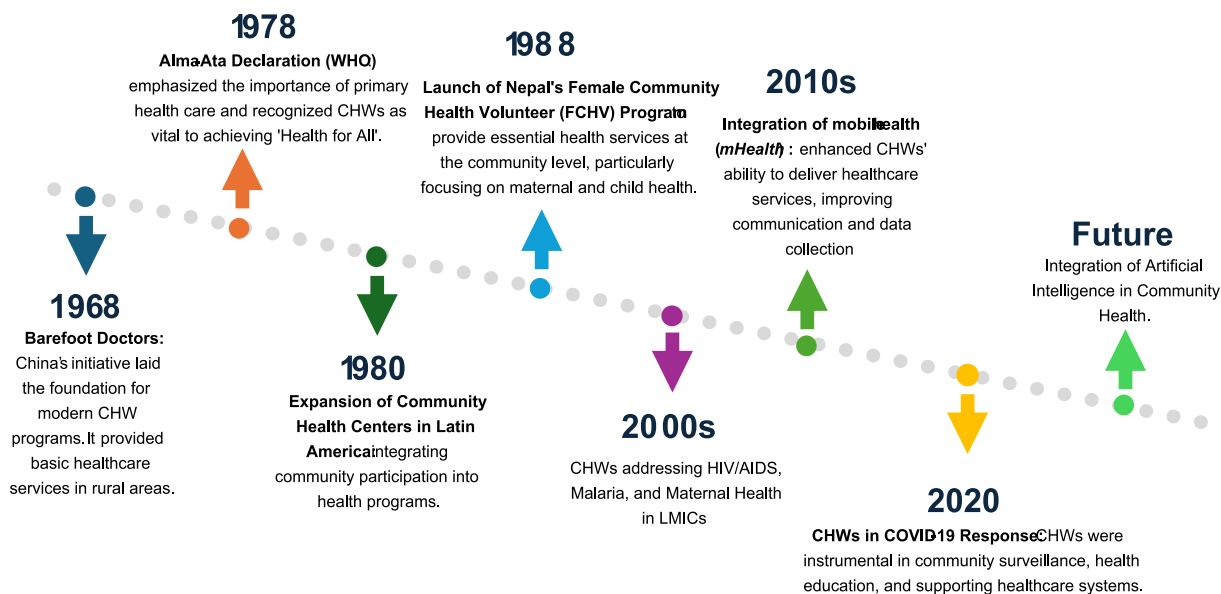 1968
Barefoot Doctors:
China's initiative laid
the foundation for
modern CHW
programs. It provided
basic healthcare
services in rural areas.
1978
Alma-Ata Declaration (WHO)
emphasized the importance of primary
health care and recognized CHWs as
vital to achieving 'Health for All'.
1980
Expansion of Community
Health Centers in Latin
America: integrating
community participation into
health programs.
1988
Launch of Nepal's Female Community
Health Volunteer (FCHV) Program to
provide essential health services at
the community level, particularly
focusing on maternal and child health.
2000s
CHWs addressing HIV/AIDS,
Malaria, and Maternal Health
in LMICs
2010s
Integration of mobile health
(mHealth) : enhanced CHWs'
ability to deliver healthcare
services, improving
communication and data
collection
2020
CHWs in COVID-19 Response: CHWs were
instrumental in community surveillance, health
education, and supporting healthcare systems.
Future
Integration of Artificial
Intelligence in Community
Health.